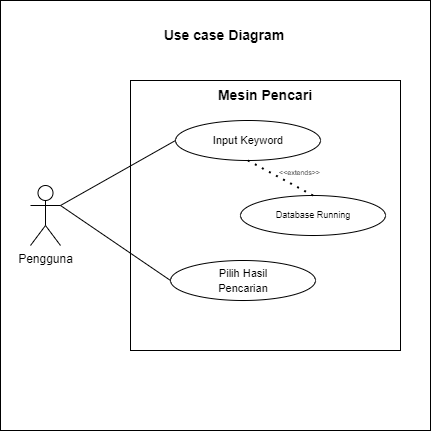 Use case Diagram
Mesin Pencari
Input Keyword
<<extends>>
Database Running
Pengguna
Pilih Hasil
Pencarian